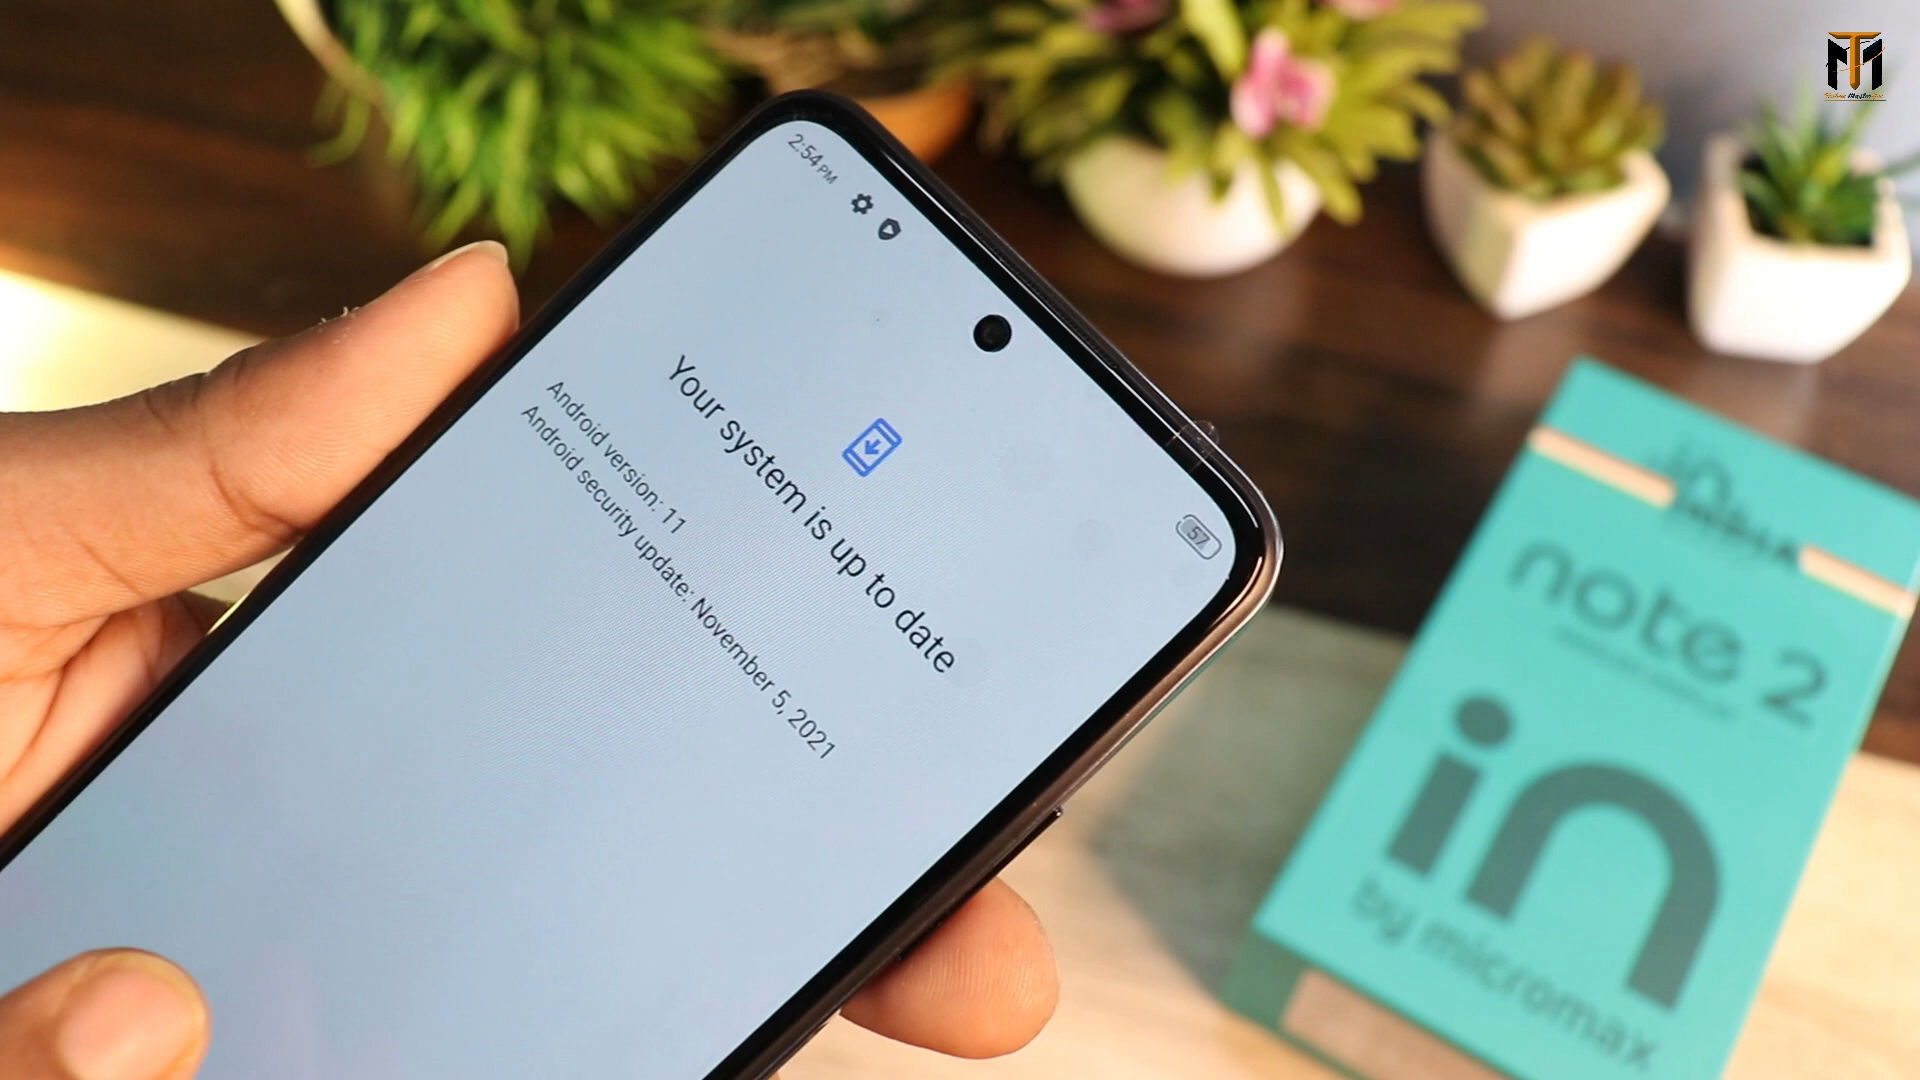 2:54 PM
57
Your system is up to date
Android version: 11
Android security update: November 5, 2021
note 2
in
by micromax